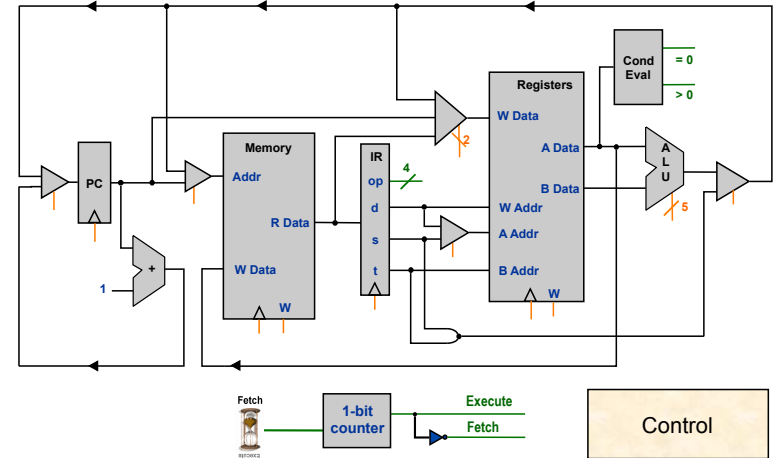 Cond
Eval
= 0
> 0
Registers
W Data
A Data
B Data
W Addr
A Addr
B Addr
W
A
L
U
5
2
Memory
Addr
R Data
W Data
W
IR
op
4
d
s
t
PC
+
1
Fetch
1-bit
counter
Execute
Fetch
Control